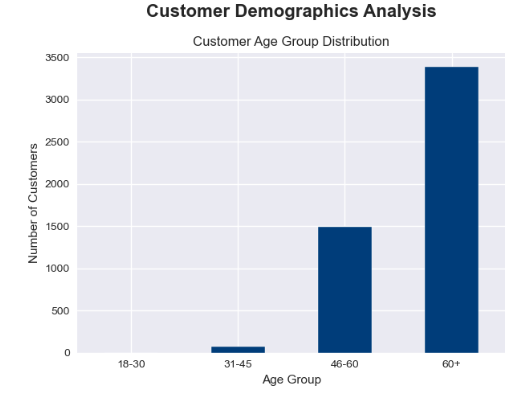 Customer Demographics Analysis
Customer Age Group Distribution
3500
3000
2500
2000
1500
1000
500
0
Number of Customers
18-30 31-45 46-60 60+
Age Group